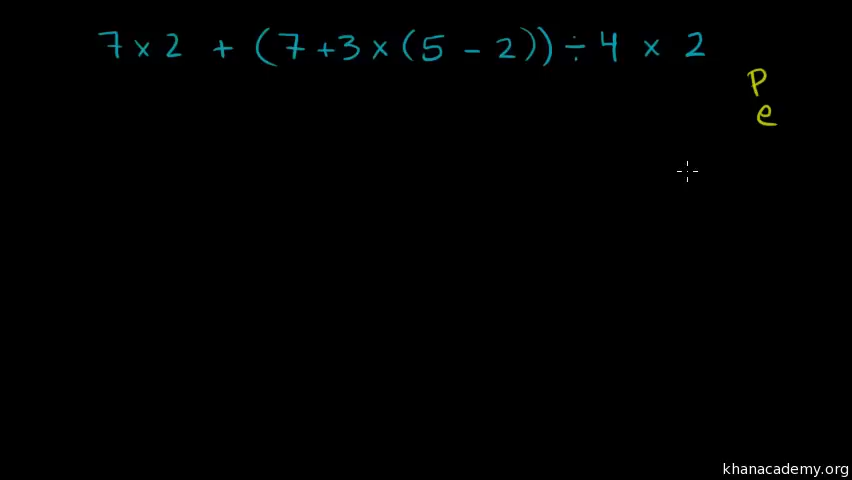 7 × 2 + (7 + 3 × (5 − 2)) ÷ 4 × 2
P
e
khanacademy.org